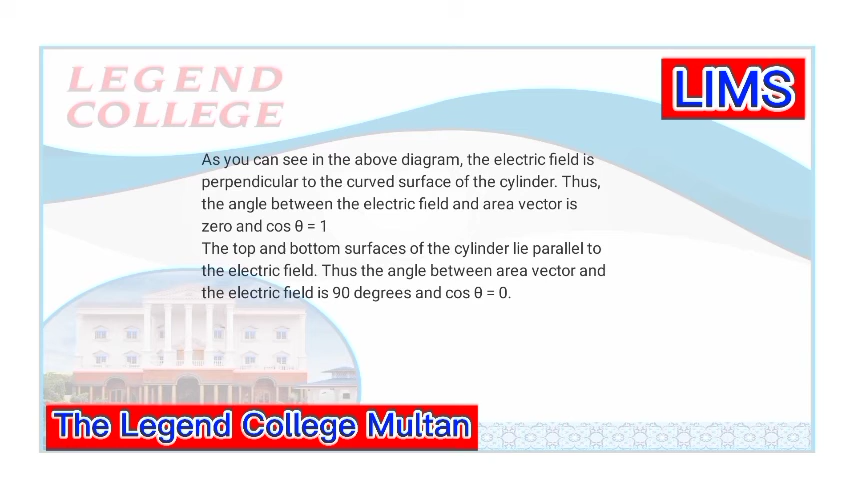 LEGEND
COLLEGE
LIMS
As you can see in the above diagram, the electric field is
perpendicular to the curved surface of the cylinder. Thus,
the angle between the electric field and area vector is
zero and cos θ = 1
The top and bottom surfaces of the cylinder lie parallel to
the electric field. Thus the angle between area vector and
the electric field is 90 degrees and cos θ = 0.
The Legend College Multan